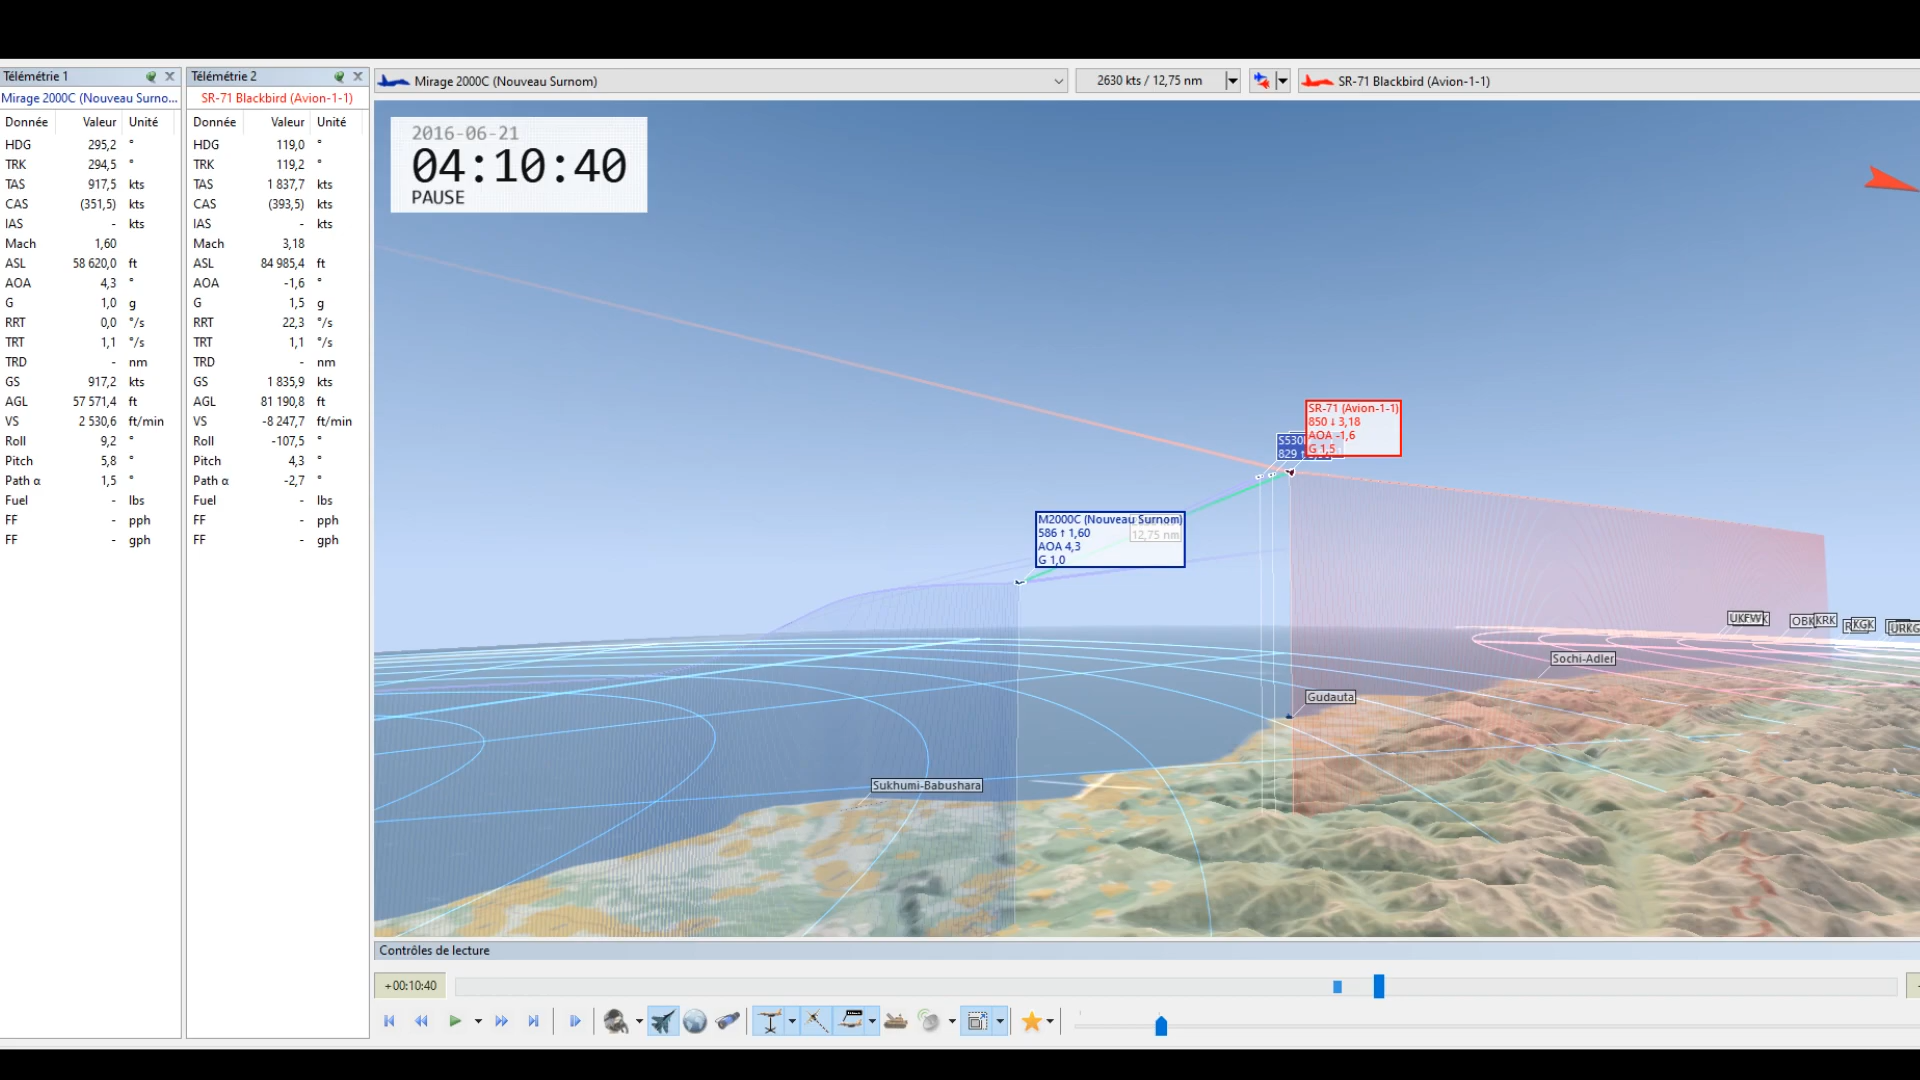 Télémétrie 1
Mirage 2000C (Nouveau Surno...
Donnée Valeur Unité
HDG 295,2 °
TRK 294,5 °
TAS 917,5 kts
CAS (351,5) kts
IAS - kts
Mach 1,60
ASL 58 620,0 ft
AOA 4,3 °
G 1,0 g
RRT 0,0 °/s
TRT 1,1 °/s
TRD - nm
GS 917,2 kts
AGL 57 571,4 ft
VS 2 530,6 ft/min
Roll 9,2 °
Pitch 5,8 °
Path α 1,5 °
Fuel - lbs
FF - pph
FF - gph
Télémétrie 2
SR-71 Blackbird (Avion-1-1)
Donnée Valeur Unité
HDG 119,0 °
TRK 119,2 °
TAS 1 837,7 kts
CAS (393,5) kts
IAS - kts
Mach 3,18
ASL 84 985,4 ft
AOA -1,6 °
G 1,5 g
RRT 22,3 °/s
TRT 1,1 °/s
TRD - nm
GS 1 835,9 kts
AGL 81 190,8 ft
VS -8 247,7 ft/min
Roll -107,5 °
Pitch 4,3 °
Path α -2,7 °
Fuel - lbs
FF - pph
FF - gph
Mirage 2000C (Nouveau Surnom)
2630 kts / 12,75 nm
SR-71 Blackbird (Avion-1-1)
2016-06-21
04:10:40
PAUSE
SR-71 (Avion-1-1)
850 ↓ 3,18
AOA -1,6
G 1,5
S530
829 ↑
M2000C (Nouveau Surnom)
586 ↑ 1,60
AOA 4,3
G 1,0
12,75 nm
UKFWK
OBK
KRK
KGK
URKG
Sochi-Adler
Gudauta
Sukhumi-Babushara
Contrôles de lecture
+00:10:40